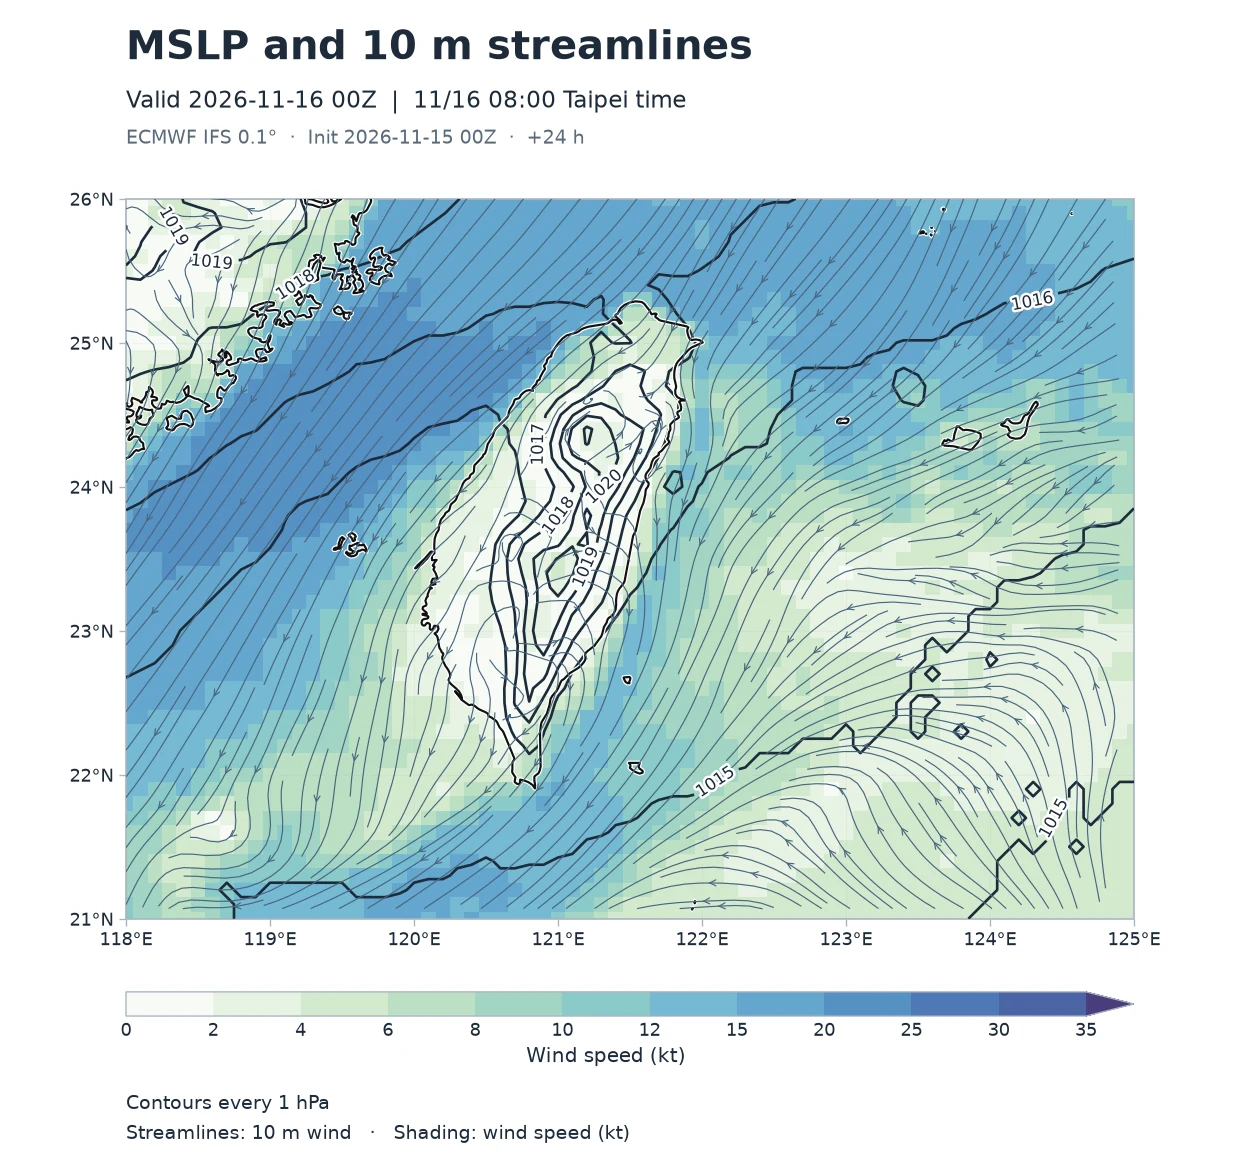 MSLP and 10 m streamlines
Valid 2026-11-16 00Z | 11/16 08:00 Taipei time
ECMWF IFS 0.1° · Init 2026-11-15 00Z · +24 h
26°N
25°N
24°N
23°N
22°N
21°N
1019
1019
1018
1016
1017
1020
1018
1019
1015
1015
118°E 119°E 120°E 121°E 122°E 123°E 124°E 125°E
0 2 4 6 8 10 12 15 20 25 30 35
Wind speed (kt)
Contours every 1 hPa
Streamlines: 10 m wind · Shading: wind speed (kt)